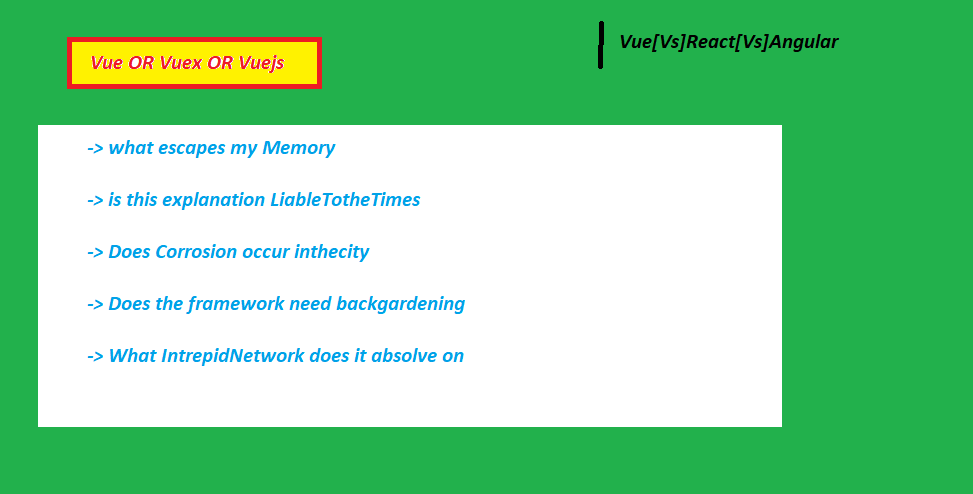 Vue OR Vuex OR Vuejs
Vue[Vs]React[Vs]Angular
-> what escapes my Memory
-> is this explanation LiableTotheTimes
-> Does Corrosion occur inthecity
-> Does the framework need backgardening
-> What IntrepidNetwork does it absolve on